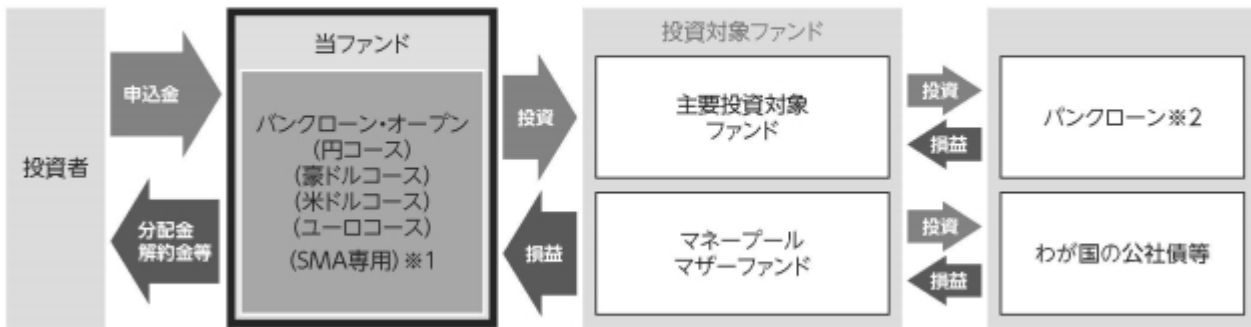 投資者
申込金
分配金
解約金等
当ファンド
バンクローン・オープン
(円コース)
(豪ドルコース)
(米ドルコース)
(ユーロコース)
(SMA専用)※1
投資
損益
投資対象ファンド
主要投資対象
ファンド
マネープール
マザーファンド
投資
損益
投資
損益
バンクローン※2
わが国の公社債等